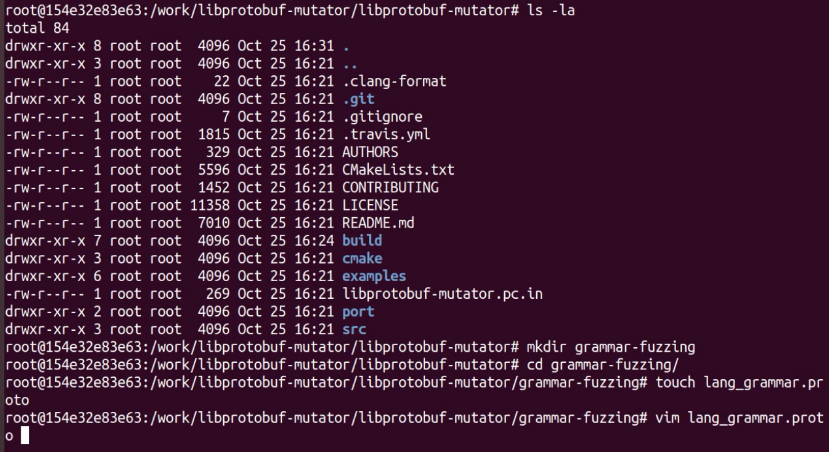 root@154e32e83e63:/work/libprotobuf-mutator/libprotobuf-mutator# ls -la
total 84
drwxr-xr-x 8 root root  4096 Oct 25 16:31 .
drwxr-xr-x 3 root root  4096 Oct 25 16:21 ..
-rw-r--r-- 1 root root    22 Oct 25 16:21 .clang-format
drwxr-xr-x 8 root root  4096 Oct 25 16:21 .git
-rw-r--r-- 1 root root     7 Oct 25 16:21 .gitignore
-rw-r--r-- 1 root root  1815 Oct 25 16:21 .travis.yml
-rw-r--r-- 1 root root   329 Oct 25 16:21 AUTHORS
-rw-r--r-- 1 root root  5596 Oct 25 16:21 CMakeLists.txt
-rw-r--r-- 1 root root  1452 Oct 25 16:21 CONTRIBUTING
-rw-r--r-- 1 root root 11358 Oct 25 16:21 LICENSE
-rw-r--r-- 1 root root  7010 Oct 25 16:21 README.md
drwxr-xr-x 7 root root  4096 Oct 25 16:24 build
drwxr-xr-x 3 root root  4096 Oct 25 16:21 cmake
drwxr-xr-x 6 root root  4096 Oct 25 16:21 examples
-rw-r--r-- 1 root root   269 Oct 25 16:21 libprotobuf-mutator.pc.in
drwxr-xr-x 2 root root  4096 Oct 25 16:21 port
drwxr-xr-x 3 root root  4096 Oct 25 16:21 src
root@154e32e83e63:/work/libprotobuf-mutator/libprotobuf-mutator# mkdir grammar-fuzzing
root@154e32e83e63:/work/libprotobuf-mutator/libprotobuf-mutator# cd grammar-fuzzing/
root@154e32e83e63:/work/libprotobuf-mutator/libprotobuf-mutator/grammar-fuzzing# touch lang_grammar.pr
oto
root@154e32e83e63:/work/libprotobuf-mutator/libprotobuf-mutator/grammar-fuzzing# vim lang_grammar.prot
o